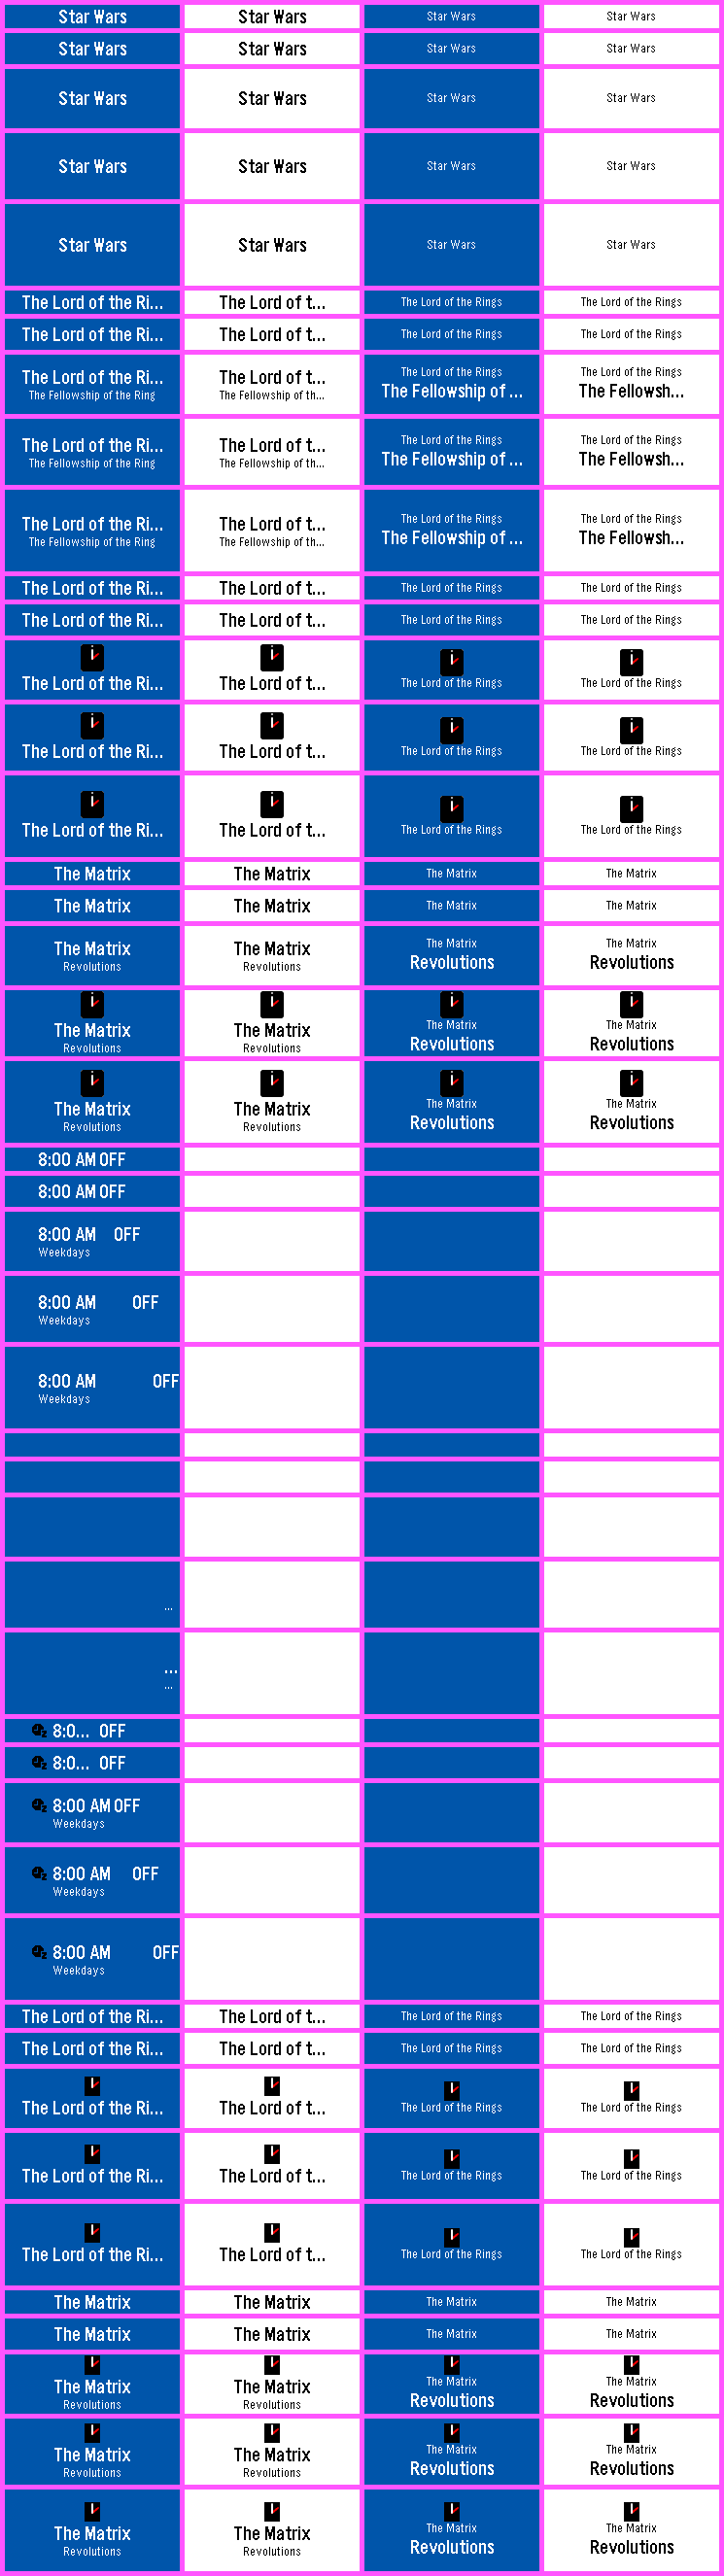 Star Wars Star Wars Star Wars Star Wars
Star Wars Star Wars Star Wars Star Wars
Star Wars Star Wars Star Wars Star Wars
Star Wars Star Wars Star Wars Star Wars
Star Wars Star Wars Star Wars Star Wars
The Lord of the Ri... The Lord of t... The Lord of the Rings The Lord of the Rings
The Lord of the Ri... The Lord of t... The Lord of the Rings The Lord of the Rings
The Lord of the Ri... The Lord of t... The Lord of the Rings The Lord of the Rings
The Fellowship of the Ring The Fellowship of th... The Fellowship of ... The Fellowsh...
The Lord of the Ri... The Lord of t... The Lord of the Rings The Lord of the Rings
The Fellowship of the Ring The Fellowship of th... The Fellowship of ... The Fellowsh...
The Lord of the Ri... The Lord of t... The Lord of the Rings The Lord of the Rings
The Fellowship of the Ring The Fellowship of th... The Fellowship of ... The Fellowsh...
The Lord of the Ri... The Lord of t... The Lord of the Rings The Lord of the Rings
The Lord of the Ri... The Lord of t... The Lord of the Rings The Lord of the Rings
The Lord of the Ri... The Lord of t... The Lord of the Rings The Lord of the Rings
The Lord of the Ri... The Lord of t... The Lord of the Rings The Lord of the Rings
The Lord of the Ri... The Lord of t... The Lord of the Rings The Lord of the Rings
The Matrix The Matrix The Matrix The Matrix
The Matrix The Matrix The Matrix The Matrix
The Matrix The Matrix The Matrix The Matrix
Revolutions Revolutions Revolutions Revolutions
The Matrix The Matrix The Matrix The Matrix
Revolutions Revolutions Revolutions Revolutions
The Matrix The Matrix The Matrix The Matrix
Revolutions Revolutions Revolutions Revolutions
8:00 AM OFF
8:00 AM OFF
8:00 AM OFF
Weekdays
8:00 AM OFF
Weekdays
8:00 AM OFF
Weekdays
...
...
...
8:0... OFF
8:0... OFF
8:00 AM OFF
Weekdays
8:00 AM OFF
Weekdays
8:00 AM OFF
Weekdays
The Lord of the Ri... The Lord of t... The Lord of the Rings The Lord of the Rings
The Lord of the Ri... The Lord of t... The Lord of the Rings The Lord of the Rings
The Lord of the Ri... The Lord of t... The Lord of the Rings The Lord of the Rings
The Lord of the Ri... The Lord of t... The Lord of the Rings The Lord of the Rings
The Lord of the Ri... The Lord of t... The Lord of the Rings The Lord of the Rings
The Matrix The Matrix The Matrix The Matrix
The Matrix The Matrix The Matrix The Matrix
The Matrix The Matrix The Matrix The Matrix
Revolutions Revolutions Revolutions Revolutions
The Matrix The Matrix The Matrix The Matrix
Revolutions Revolutions Revolutions Revolutions
The Matrix The Matrix The Matrix The Matrix
Revolutions Revolutions Revolutions Revolutions